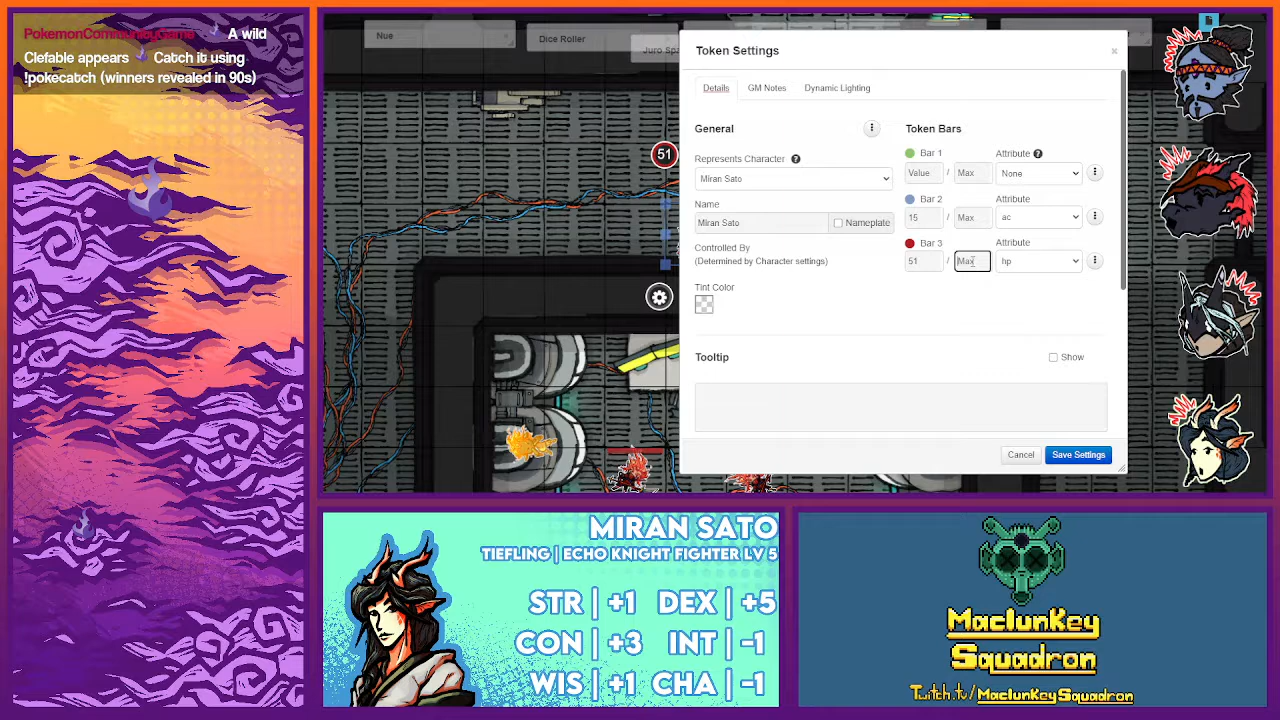 PokemonCommunityGame A wild
Clefable appears Catch it using
!pokecatch (winners revealed in 90s)
Nue
Dice Roller
Juro Spa
51
Token Settings
Details GM Notes Dynamic Lighting
General
Token Bars
Represents Character
Miran Sato
Name
Miran Sato
Nameplate
Controlled By
(Determined by Character settings)
Tint Color
Bar 1 Attribute
Value / Max None
Bar 2 Attribute
15 / Max ac
Bar 3 Attribute
51 / Max hp
Tooltip
Show
Cancel Save Settings
MIRAN SATO
TIEFLING | ECHO KNIGHT FIGHTER LV 5
STR | +1 DEX | +5
CON | +3 INT | -1
WIS | +1 CHA | -1
MaclunKey
Squadron
Twitch.tv/MaclunKeySquadron